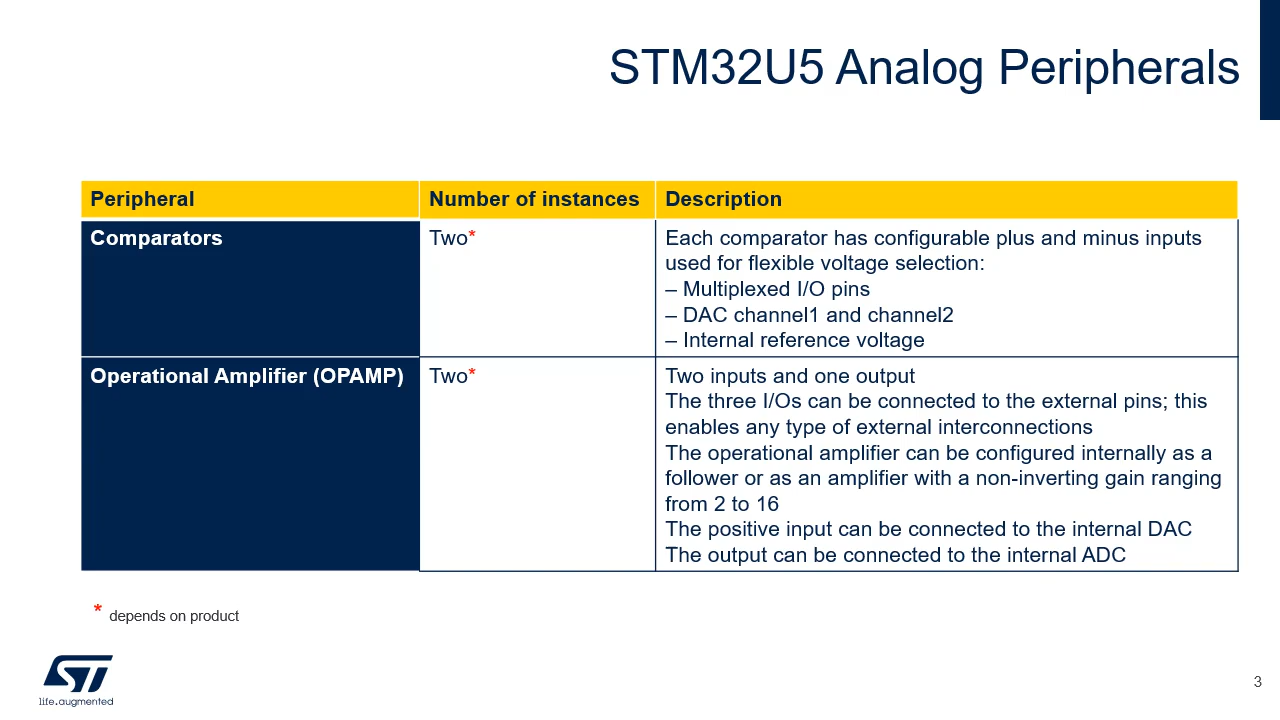 STM32U5 Analog Peripherals
Peripheral
Number of instances
Description
Comparators
Two*
Each comparator has configurable plus and minus inputs
used for flexible voltage selection:
– Multiplexed I/O pins
– DAC channel1 and channel2
– Internal reference voltage
Operational Amplifier (OPAMP)
Two*
Two inputs and one output
The three I/Os can be connected to the external pins; this
enables any type of external interconnections
The operational amplifier can be configured internally as a
follower or as an amplifier with a non-inverting gain ranging
from 2 to 16
The positive input can be connected to the internal DAC
The output can be connected to the internal ADC
* depends on product
ST
life.augmented
3